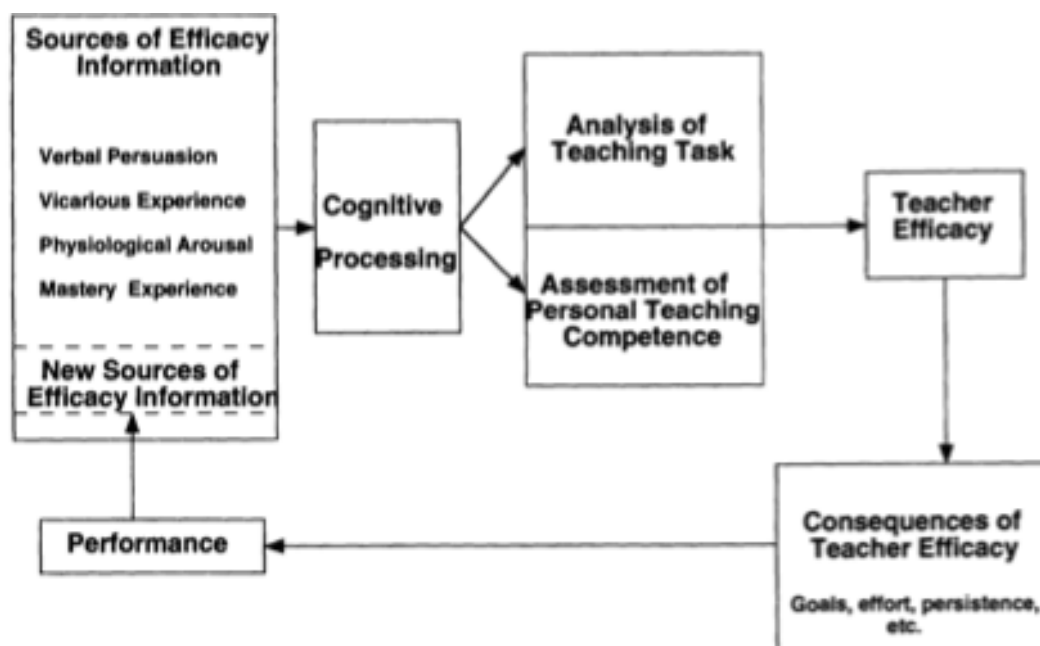 Sources of Efficacy
Information
Verbal Persuasion
Vicarious Experience
Physiological Arousal
Mastery Experience
New Sources of
Efficacy Information
Cognitive
Processing
Analysis of
Teaching Task
Assessment of
Personal Teaching
Competence
Teacher
Efficacy
Consequences of
Teacher Efficacy
Goals, effort, persistence,
etc.
Performance